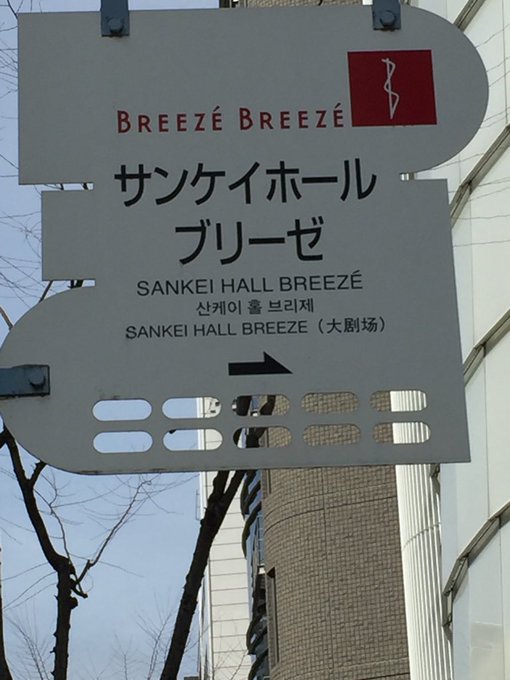 BREEZÉ BREEZÉ
サンケイホール
ブリーゼ
SANKEI HALL BREEZÉ
산케이 홀 브리제
SANKEI HALL BREEZE（大剧场）